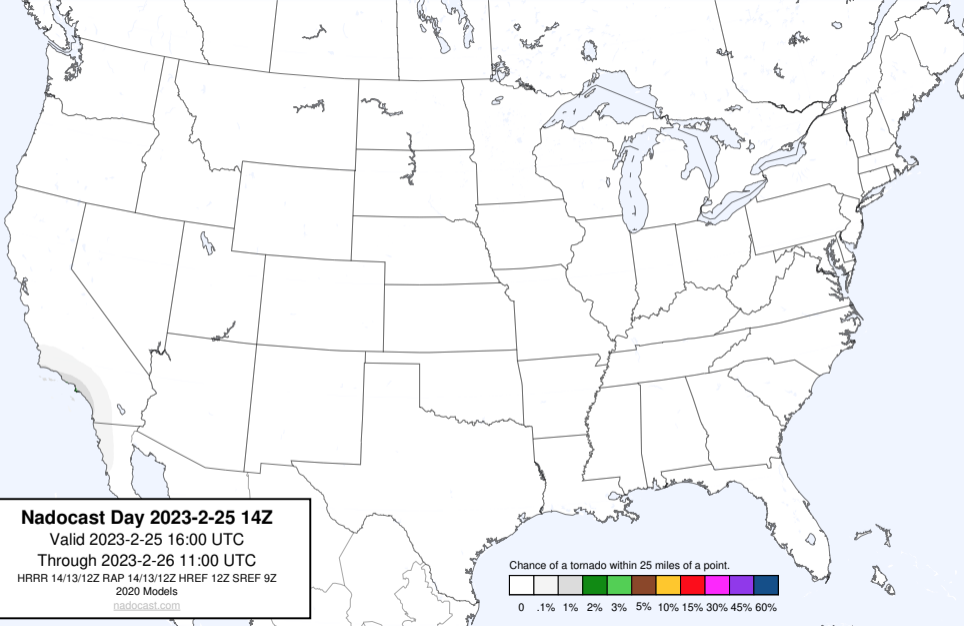 Nadocast Day 2023-2-25 14Z
Valid 2023-2-25 16:00 UTC
Through 2023-2-26 11:00 UTC
HRRR 14/13/12Z RAP 14/13/12Z HREF 12Z SREF 9Z
2020 Models
nadocast.com
Chance of a tornado within 25 miles of a point.
0 .1% 1% 2% 3% 5% 10% 15% 30% 45% 60%